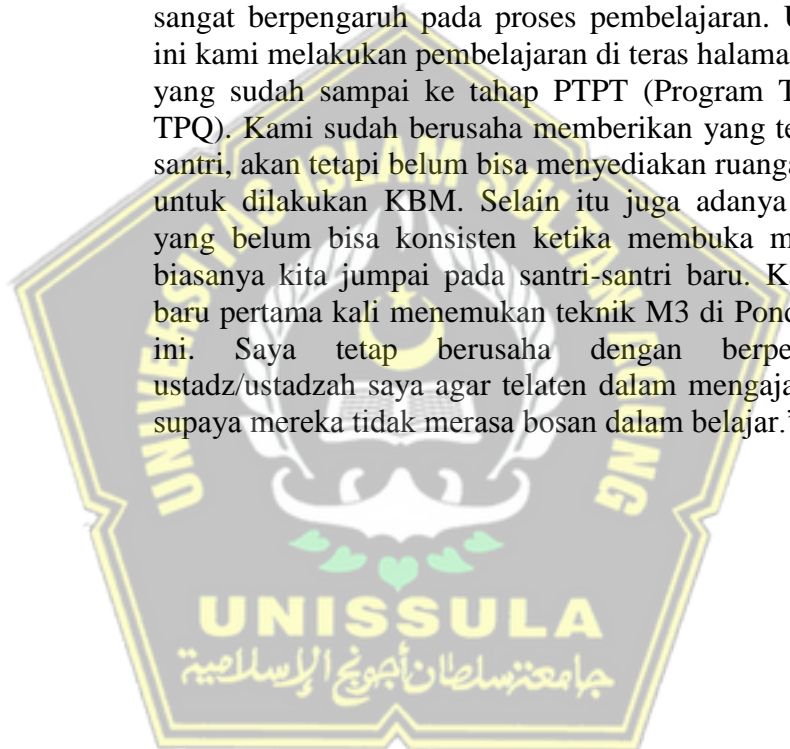 sangat berpengaruh pada proses pembelajaran. U
ini kami melakukan pembelajaran di teras halama
yang sudah sampai ke tahap PTPT (Program T
TPQ). Kami sudah berusaha memberikan yang te
santri, akan tetapi belum bisa menyediakan ruanga
untuk dilakukan KBM. Selain itu juga adanya
yang belum bisa konsisten ketika membuka m
biasanya kita jumpai pada santri-santri baru. K
baru pertama kali menemukan teknik M3 di Pond
ini. Saya tetap berusaha dengan berpe
ustadz/ustadzah saya agar telaten dalam mengaja
supaya mereka tidak merasa bosan dalam belajar.”
UNIVERSITAS ISLAM SULTAN AGUNG
UNISSULA
جامعة سلطان أجونج الإسلامية